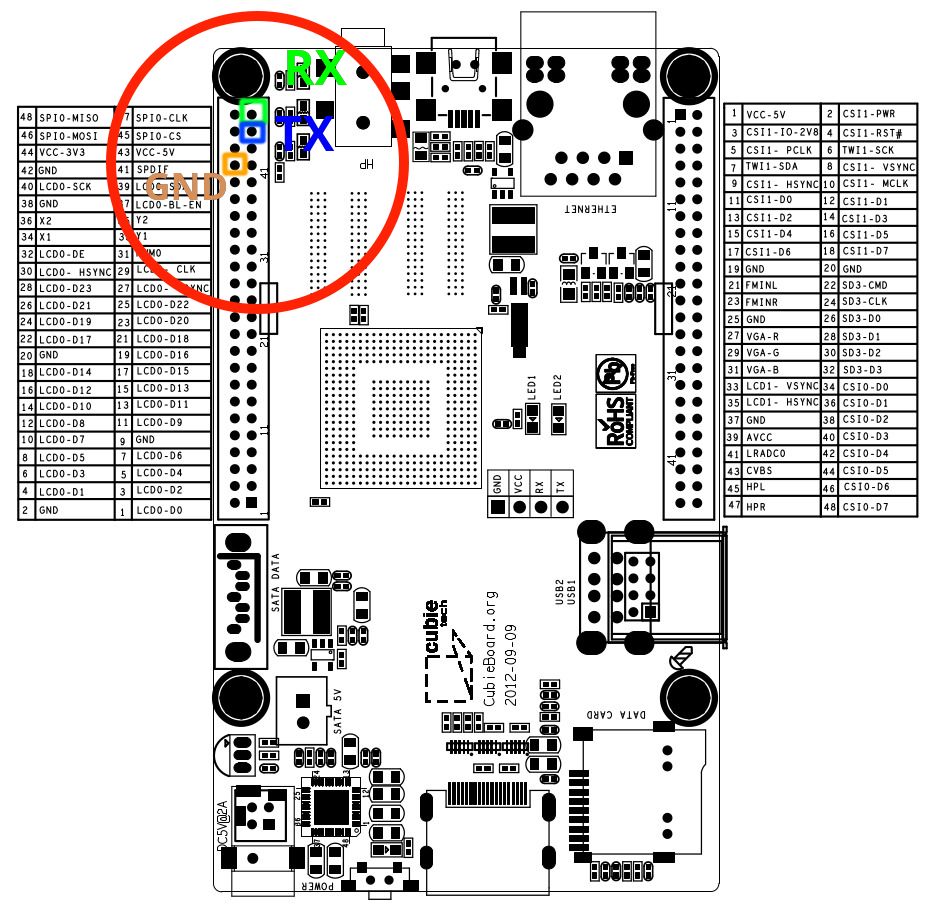 RX
TX
GND
HP
ETHERNET
48 SPI0-MISO 7 SPI0-CLK
46 SPI0-MOSI 45 SPI0-CS
44 VCC-3V3 43 VCC-5V
42 GND 41 SPDIF
40 LCD0-SCK 39
38 GND 7 LCD0-BL-EN
36 X2 Y2
34 X1 Y1
32 LCD0-DE 31
30 LCD0- HSYNC 29 CLK
28 LCD0-D23 27
26 LCD0-D21 25 LCD0-D22
24 LCD0-D19 23 LCD0-D20
22 LCD0-D17 21 LCD0-D18
20 GND 19 LCD0-D16
18 LCD0-D14 17 LCD0-D15
16 LCD0-D12 15 LCD0-D13
14 LCD0-D10 13 LCD0-D11
12 LCD0-D8 11 LCD0-D9
10 LCD0-D7 9 GND
8 LCD0-D5 7 LCD0-D6
6 LCD0-D3 5 LCD0-D4
4 LCD0-D1 3 LCD0-D2
2 GND 1 LCD0-D0
41
31
21
11
1
1
11
21
31
41
1 VCC-5V 2 CSI1-PWR
3 CSI1-IO-2V8 4 CSI1-RST#
5 CSI1- PCLK 6 TWI1-SCK
7 TWI1-SDA 8 CSI1- VSYNC
9 CSI1- HSYNC 10 CSI1- MCLK
11 CSI1-D0 12 CSI1-D1
13 CSI1-D2 14 CSI1-D3
15 CSI1-D4 16 CSI1-D5
17 CSI1-D6 18 CSI1-D7
19 GND 20 GND
21 FMINL 22 SD3-CMD
23 FMINR 24 SD3-CLK
25 GND 26 SD3-D0
27 VGA-R 28 SD3-D1
29 VGA-G 30 SD3-D2
31 VGA-B 32 SD3-D3
33 LCD1- VSYNC 34 CSI0-D0
35 LCD1- HSYNC 36 CSI0-D1
37 GND 38 CSI0-D2
39 AVCC 40 CSI0-D3
41 LRADC0 42 CSI0-D4
43 CVBS 44 CSI0-D5
45 HPL 46 CSI0-D6
47 HPR 48 CSI0-D7
LED1
LED2
Pb
RoHS
COMPLIANT
GND VCC RX TX
SATA DATA
USB2
USB1
cubie
tech
CubieBoard.org
2012-09-09
SATA 5V
DATA CARD
DC5V@2A
POWER